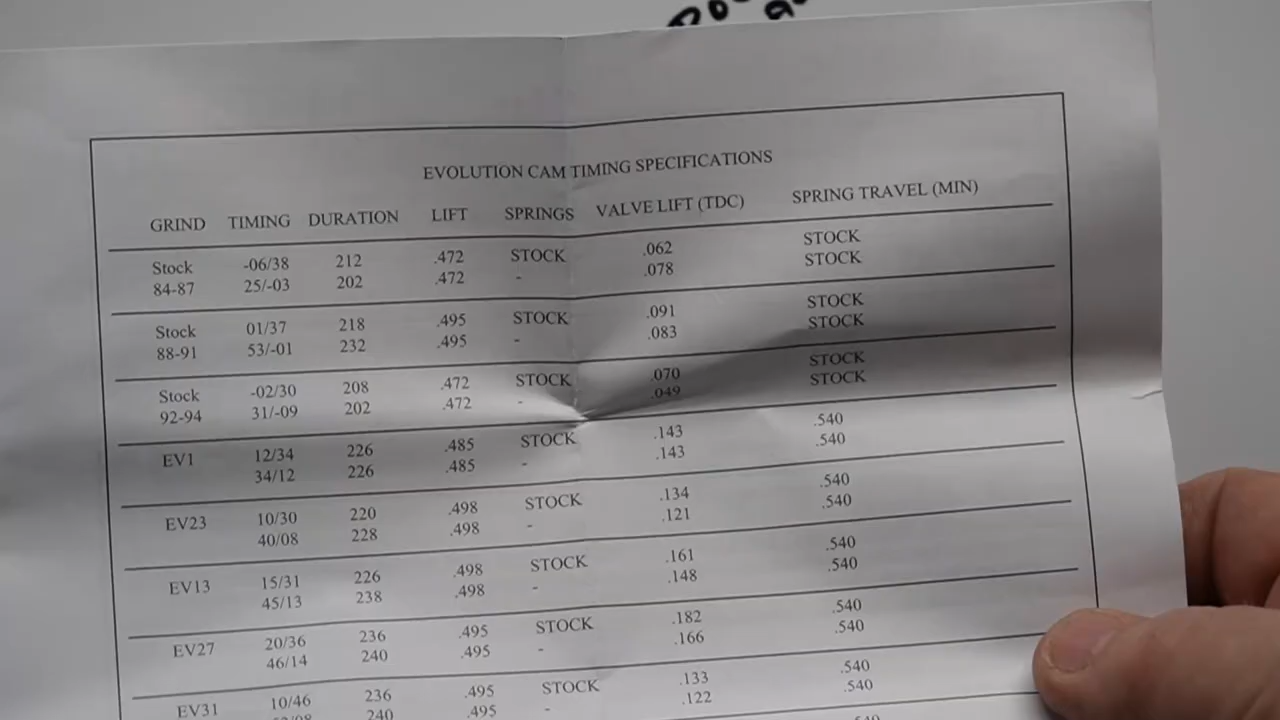 EVOLUTION CAM TIMING SPECIFICATIONS
GRIND TIMING DURATION LIFT SPRINGS VALVE LIFT (TDC) SPRING TRAVEL (MIN)
Stock -06/38 212 .472 STOCK .062 STOCK
84-87 25/-03 202 .472 - .078 STOCK
Stock 01/37 218 .495 STOCK .091 STOCK
88-91 53/-01 232 .495 - .083 STOCK
Stock -02/30 208 .472 STOCK .070 STOCK
92-94 31/-09 202 .472 - .049 STOCK
EV1 12/34 226 .485 STOCK .143 .540
34/12 226 .485 - .143 .540
EV23 10/30 220 .498 STOCK .134 .540
40/08 228 .498 - .121 .540
EV13 15/31 226 .498 STOCK .161 .540
45/13 238 .498 - .148 .540
EV27 20/36 236 .495 STOCK .182 .540
46/14 240 .495 - .166 .540
EV31 10/46 236 .495 STOCK .133 .540
240 .495 - .122 .540